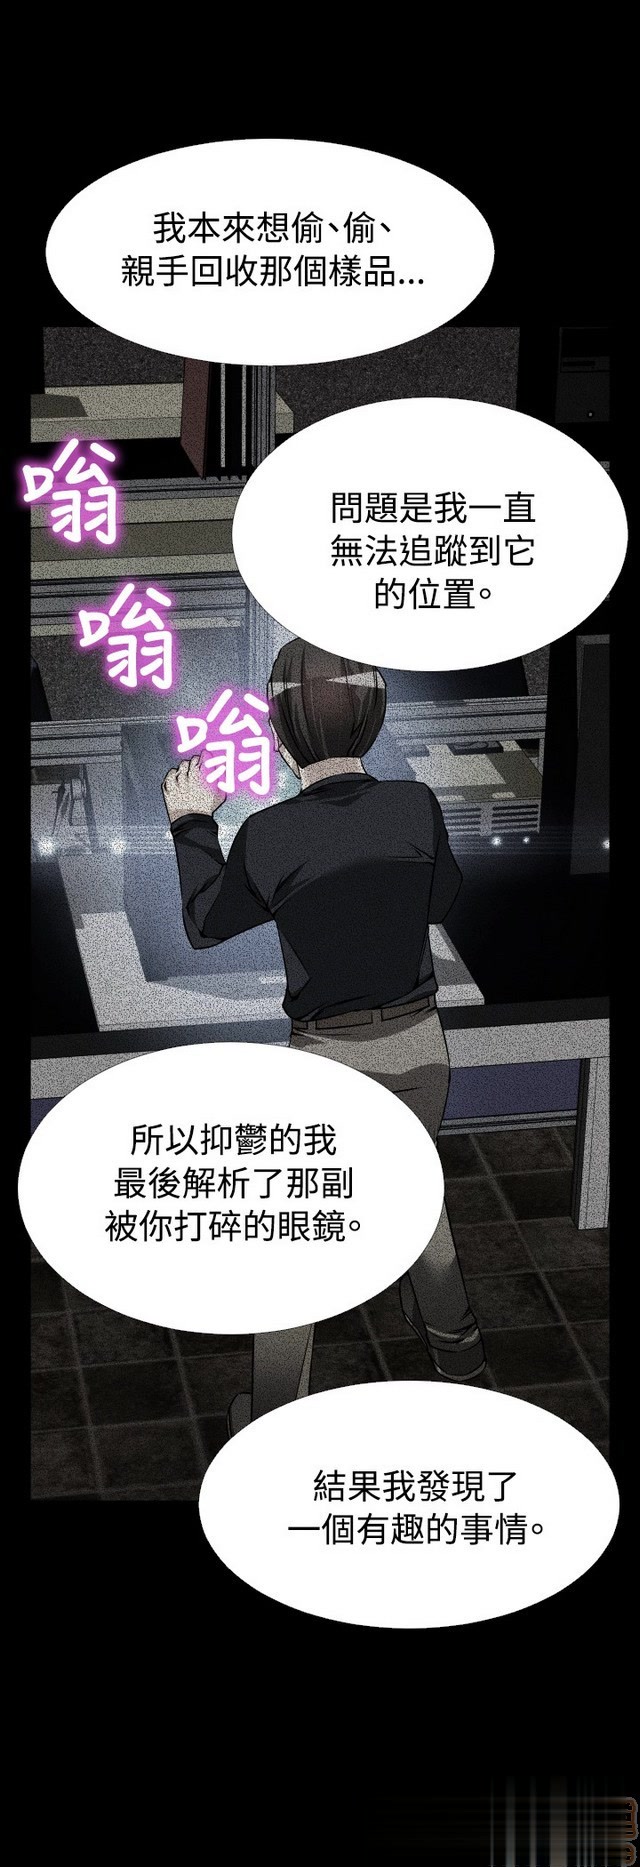 我本來想偷、偷、
親手回收那個樣品...
嗡
問題是我一直
無法追蹤到它
的位置。
嗡
嗡
所以抑鬱的我
最後解析了那副
被你打碎的眼鏡。
結果我發現了
一個有趣的事情。